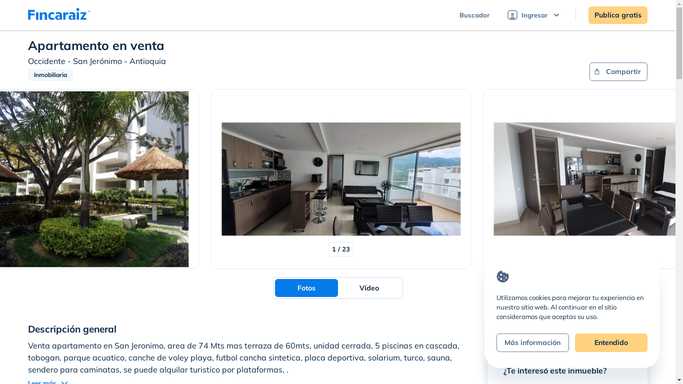 Fincaraiz
Buscador
Ingresar
Publica gratis
Apartamento en venta
Occidente - San Jerónimo - Antioquia
Inmobiliaria
Compartir
1 / 23
Fotos
Video
Descripción general
Venta apartamento en San Jeronimo, area de 74 Mts mas terraza de 60mts, unidad cerrada, 5 piscinas en cascada,
tobogan, parque acuatico, canche de voley playa, futbol cancha sintetica, placa deportiva, solarium, turco, sauna,
sendero para caminatas, se puede alquilar turistico por plataformas, .
Leer más
Utilizamos cookies para mejorar tu experiencia en
nuestro sitio web. Al continuar en el sitio
consideramos que aceptas su uso.
Más información
Entendido
¿Te interesó este inmueble?